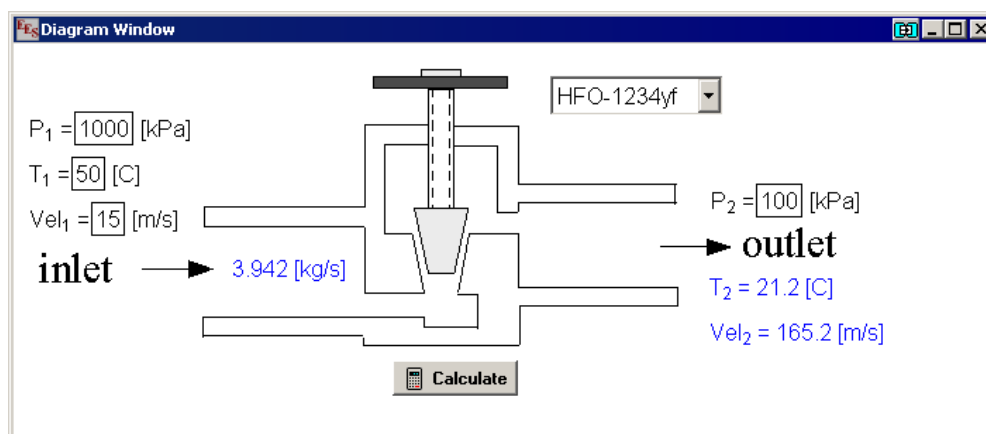 EES Diagram Window
HFO-1234yf
P₁ = 1000 [kPa]
T₁ = 50 [C]
Vel₁ = 15 [m/s]
inlet
3.942 [kg/s]
P₂ = 100 [kPa]
outlet
T₂ = 21.2 [C]
Vel₂ = 165.2 [m/s]
Calculate